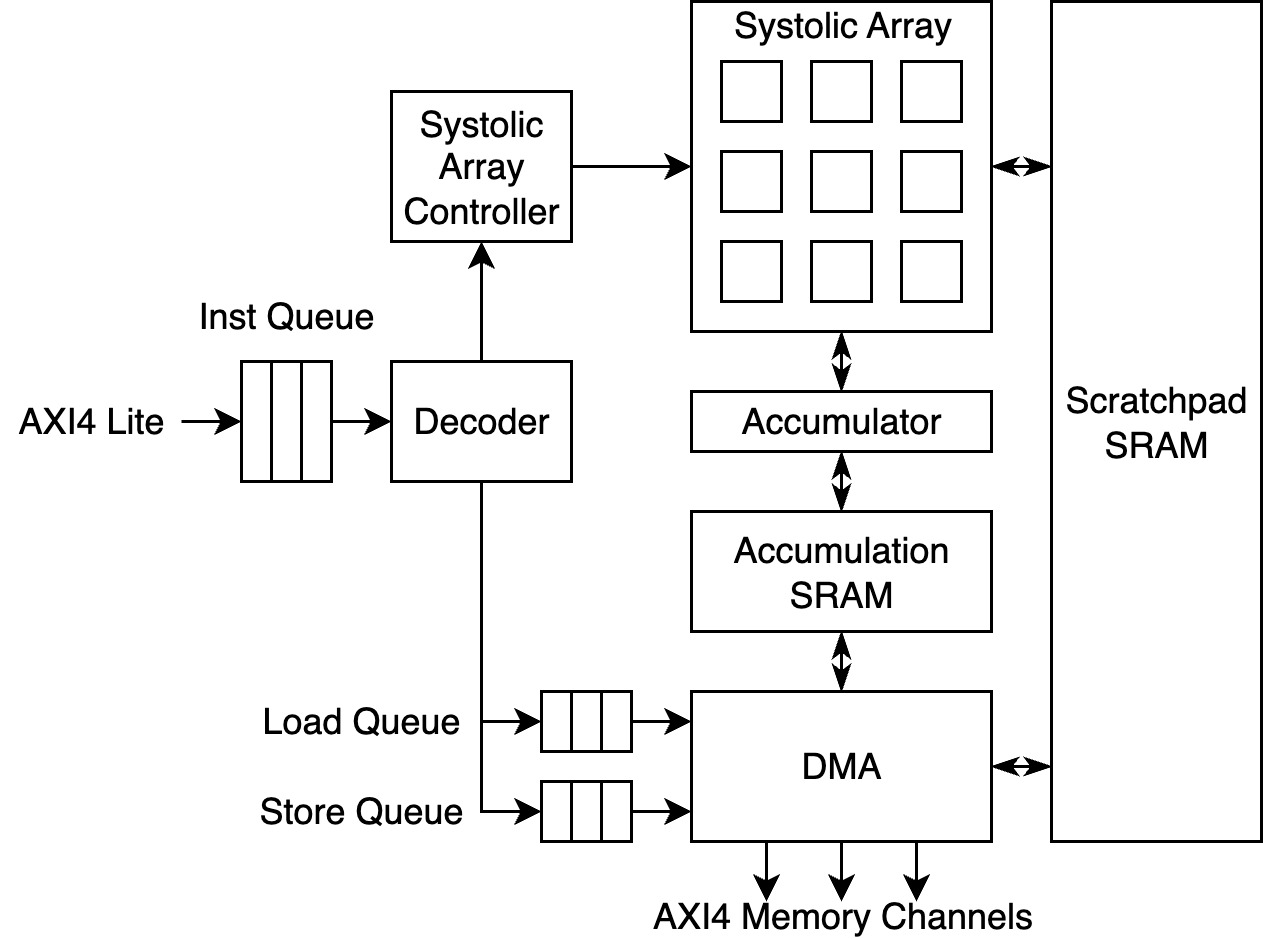 Systolic Array
Systolic
Array
Controller
Inst Queue
AXI4 Lite
Decoder
Accumulator
Scratchpad
SRAM
Accumulation
SRAM
Load Queue
Store Queue
DMA
AXI4 Memory Channels